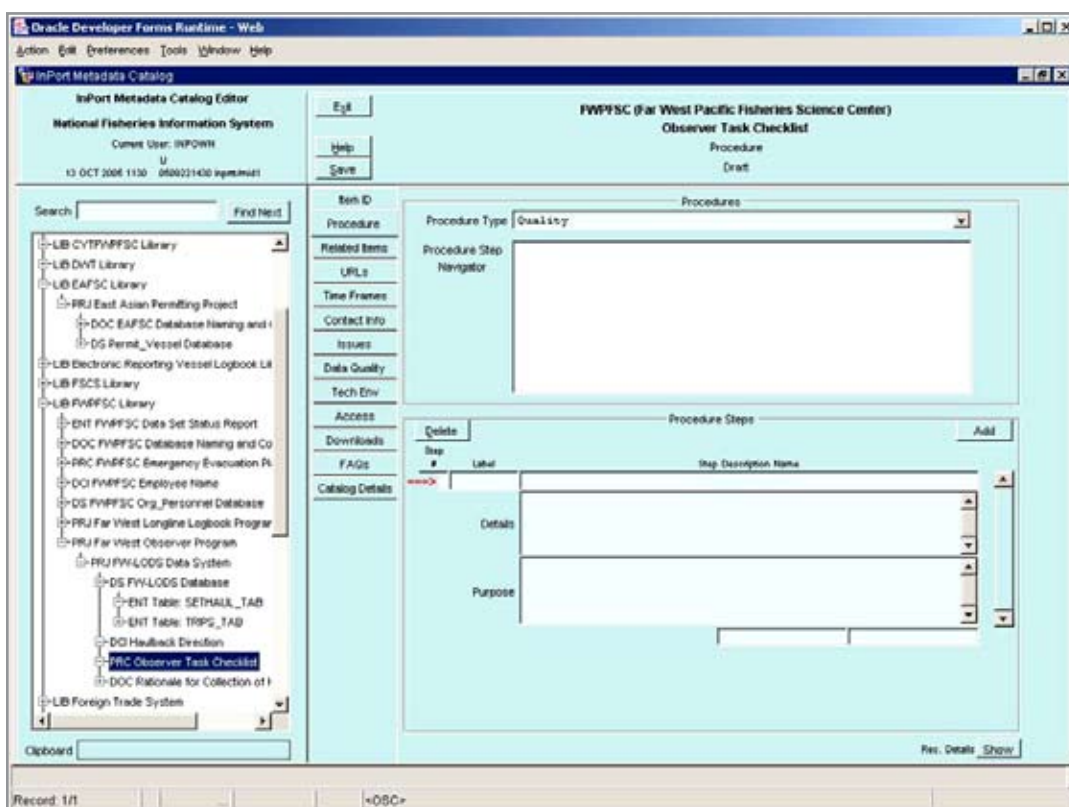 Oracle Developer Forms Runtime - Web
Action Edit Preferences Tools Window Help
InPort Metadata Catalog
InPort Metadata Catalog Editor
National Fisheries Information System
Current User: INPOWN
U
Exit
Help
Save
FWPFSC (Far West Pacific Fisheries Science Center)
Observer Task Checklist
Procedure
Draft
Search
Find Next
LIB CYTFWPFSC Library
LIB DWT Library
LIB EAFSC Library
PRJ East Asian Permitting Project
DOC EAFSC Database Naming and
DS Permit_Vessel Database
LIB Electronic Reporting Vessel Logbook Li
LIB FSCS Library
LIB FWPFSC Library
ENT FWPFSC Data Set Status Report
DOC FWPFSC Database Naming and Co
PRC FWPFSC Emergency Evacuation Pl
DCI FWPFSC Employee Name
DS FWPFSC Org_Personnel Database
PRJ Far West Longline Logbook Program
PRJ Far West Observer Program
PRJ FW-LODS Data System
DS FW-LODS Database
ENT Table: SETHAUL_TAB
ENT Table: TRIPS_TAB
DCI Haulback Direction
PRC Observer Task Checklist
DOC Rationale for Collection of
LIB Foreign Trade System
Clipboard
Item ID
Procedure
Related Items
URLs
Time Frames
Contact Info
Issues
Data Quality
Tech Env
Access
Downloads
FAQs
Catalog Details
Procedures
Procedure Type Quality
Procedure Step
Navigator
Procedure Steps
Delete
Add
Step
# Label Step Description Name
===>
Details
Purpose
Rec. Details Show
Record: 1/1 ... <OSC>